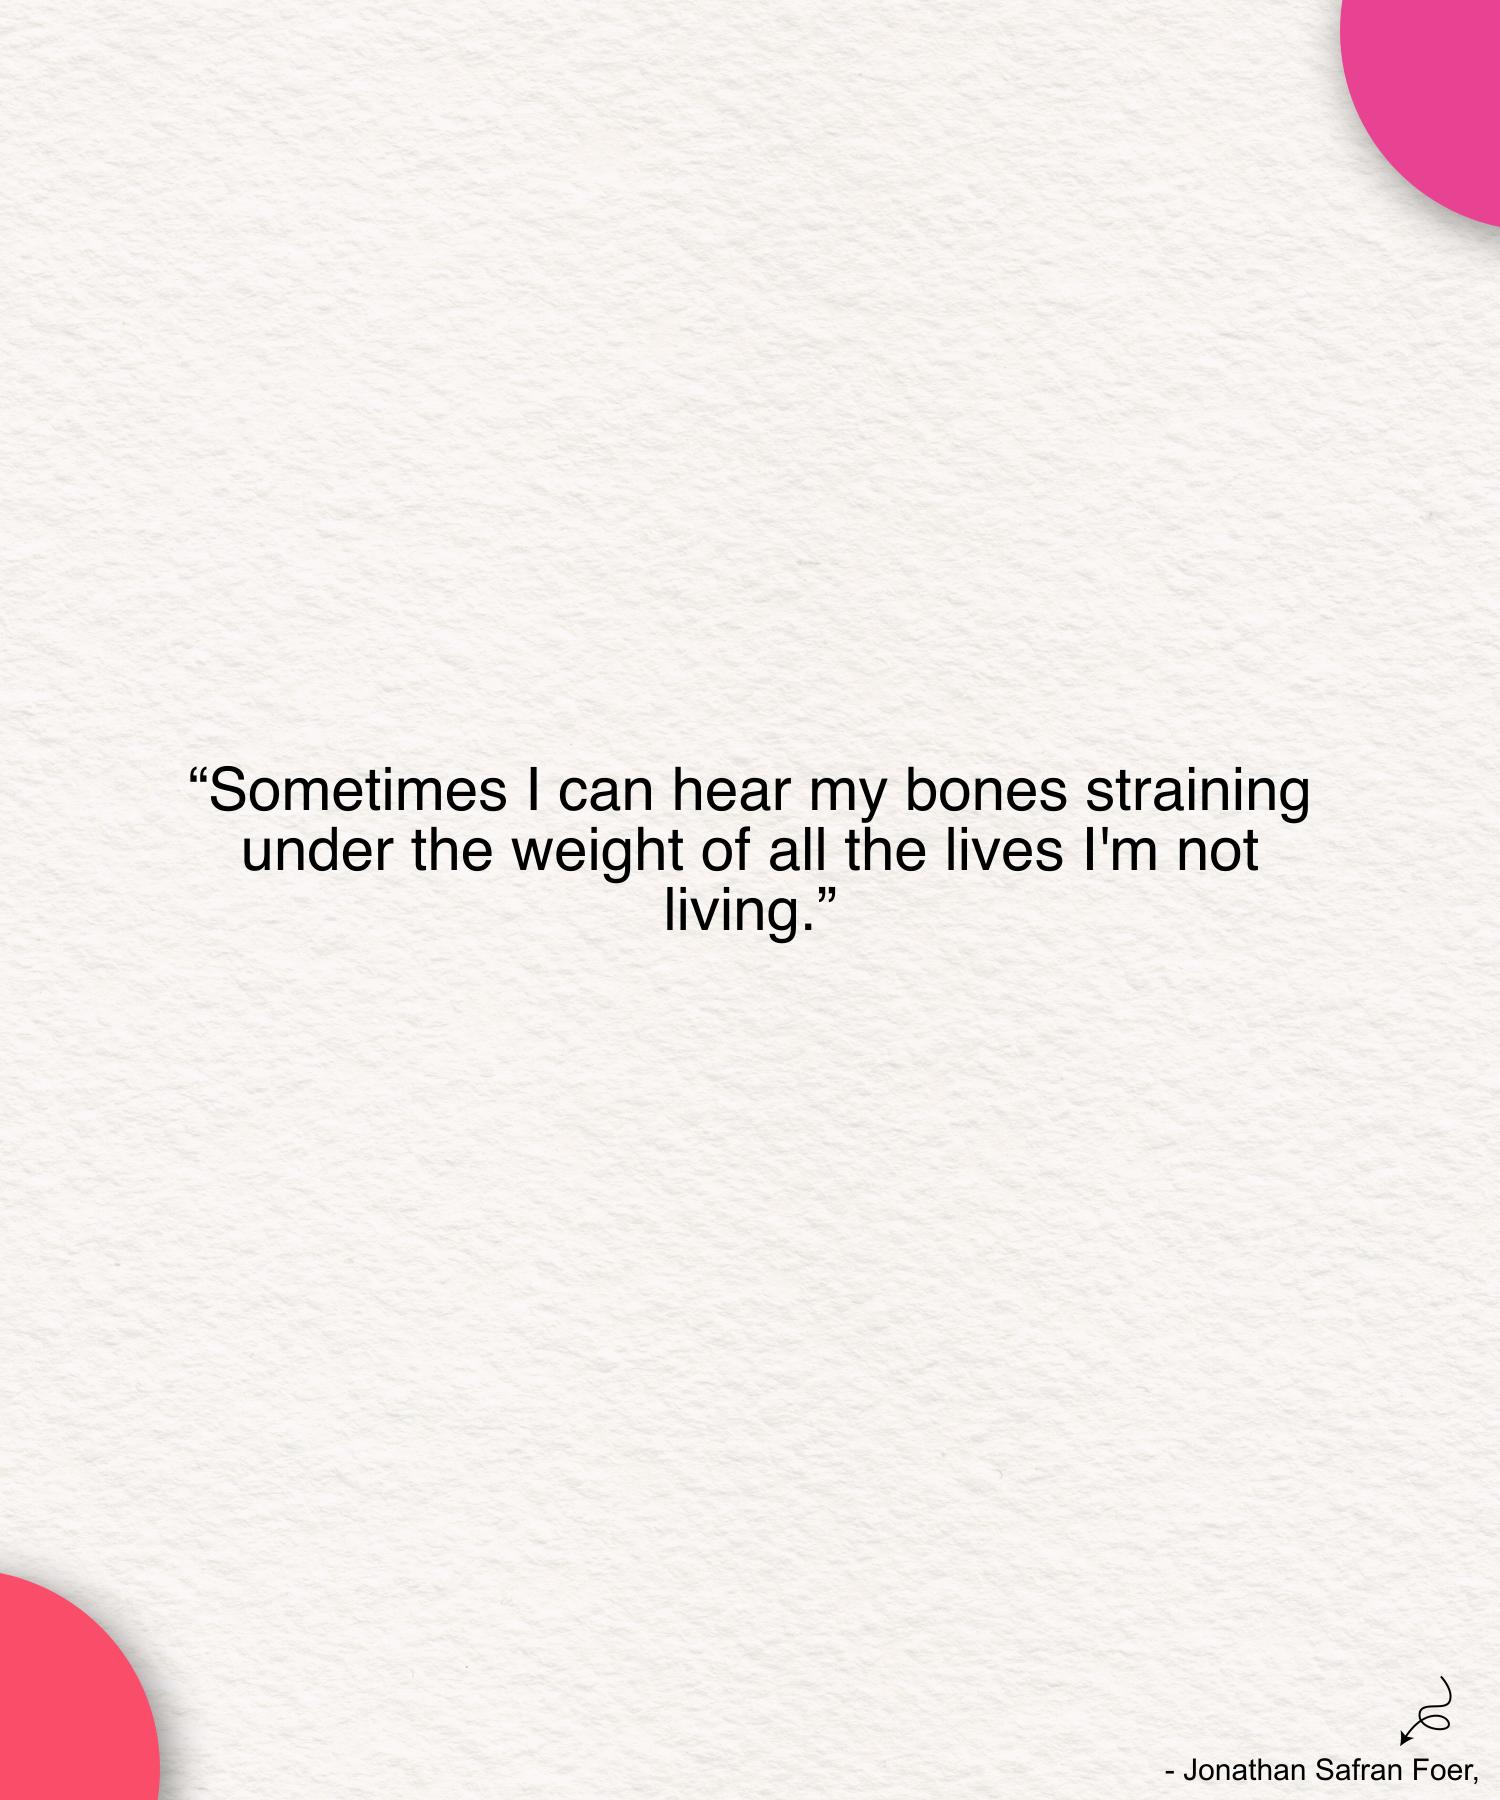 “Sometimes I can hear my bones straining
under the weight of all the lives I'm not
living.”
- Jonathan Safran Foer,